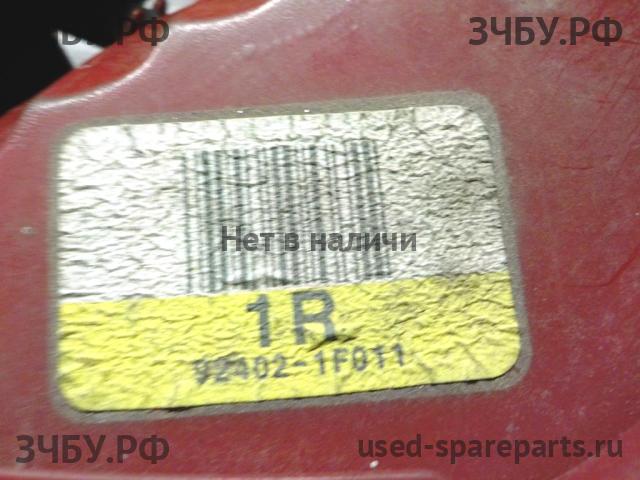 ЗЧБУ.РФ ЗЧБУ.РФ
Нет в наличи
1R
92402-1F011
ЗЧБУ.РФ used-spareparts.ru